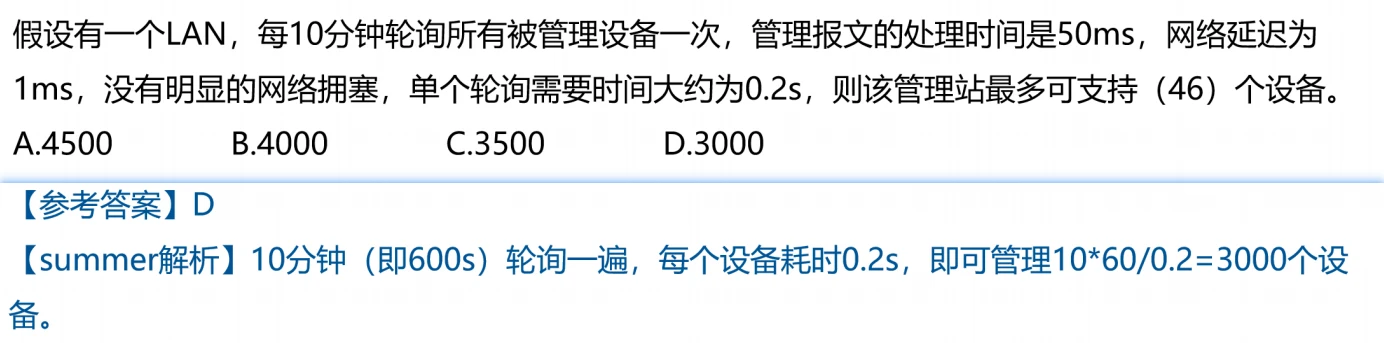 假设有一个LAN，每10分钟轮询所有被管理设备一次，管理报文的处理时间是50ms，网络延迟为
1ms，没有明显的网络拥塞，单个轮询需要时间大约为0.2s，则该管理站最多可支持（46）个设备。
A.4500 B.4000 C.3500 D.3000
【参考答案】D
【summer解析】10分钟（即600s）轮询一遍，每个设备耗时0.2s，即可管理10*60/0.2=3000个设
备。